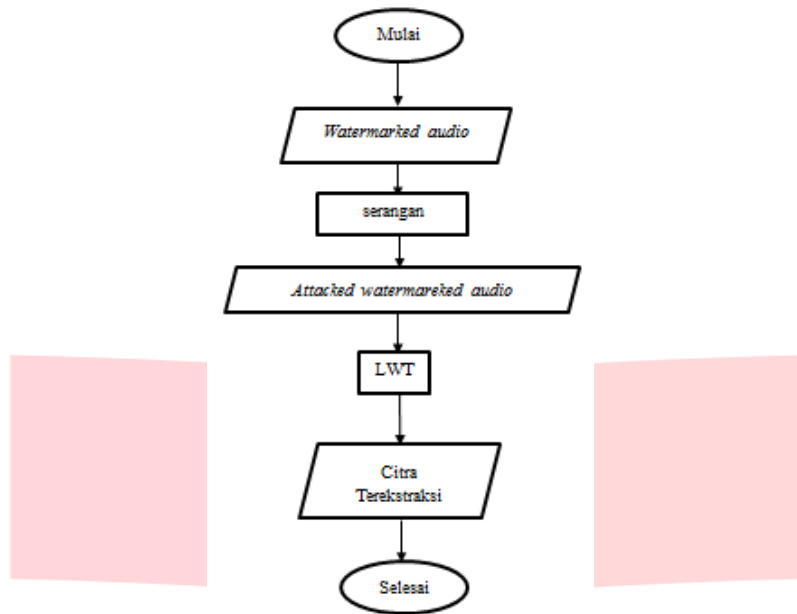 Mulai
Watermarked audio
serangan
Attacked watermareked audio
LWT
Citra
Terekstraksi
Selesai